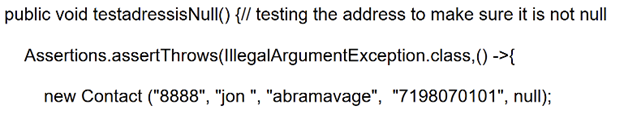 public void testadressisNull() {// testing the address to make sure it is not null
Assertions.assertThrows(IllegalArgumentException.class,() ->{
new Contact ("8888", "jon ", "abramavage",  "7198070101", null);